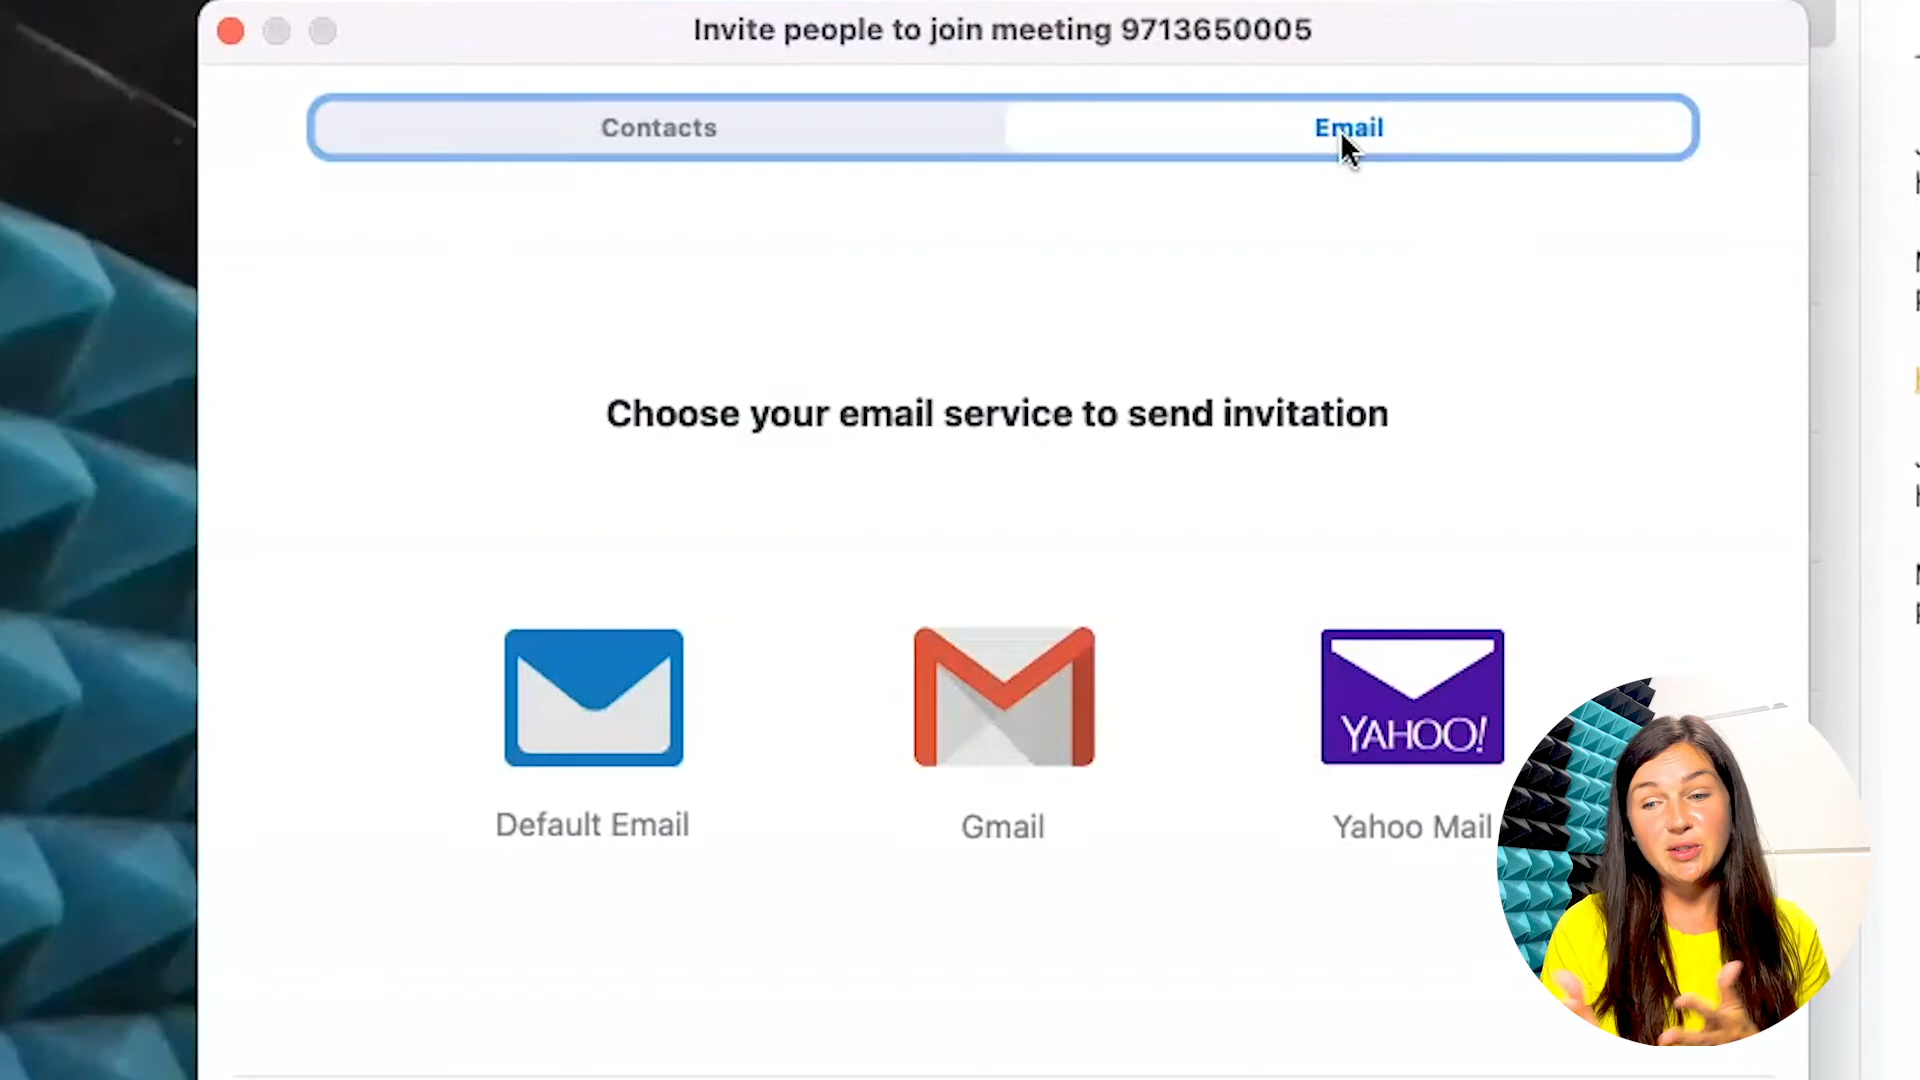 Invite people to join meeting 9713650005
Contacts
Email
Choose your email service to send invitation
YAHOO!
Default Email
Gmail
Yahoo Mail